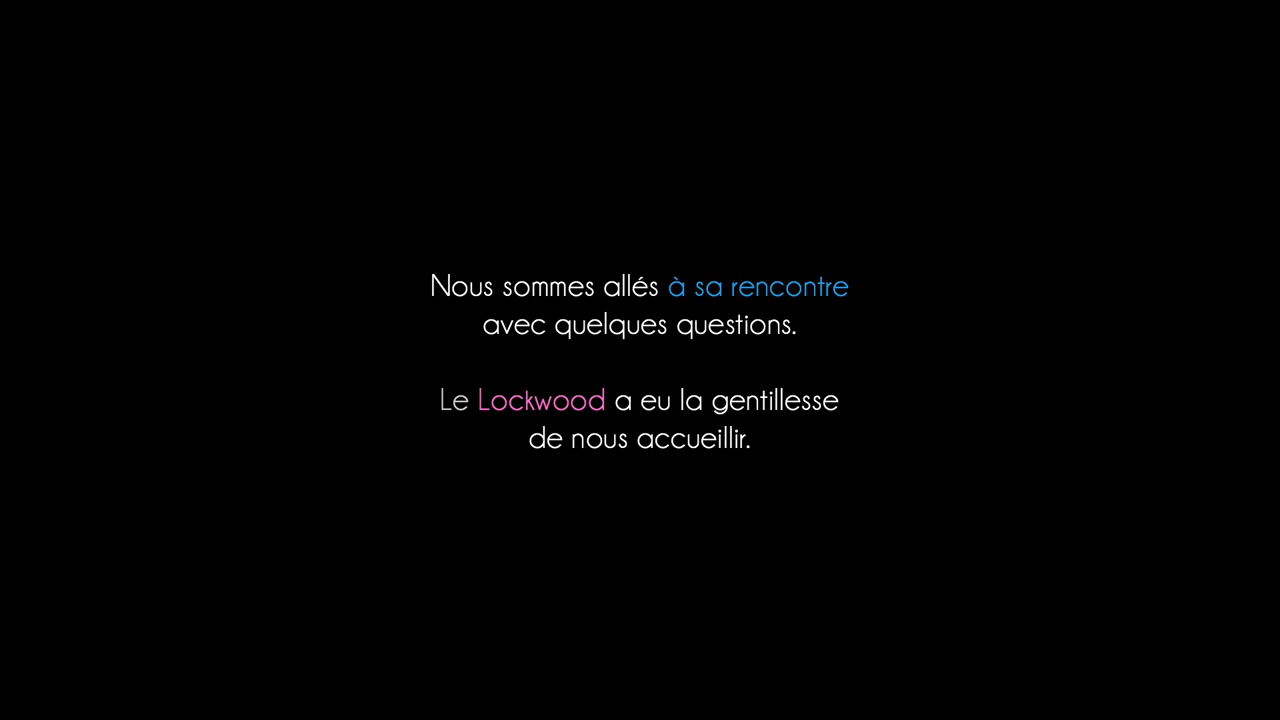 Nous sommes allés à sa rencontre
avec quelques questions.
Le Lockwood a eu la gentillesse
de nous accueillir.